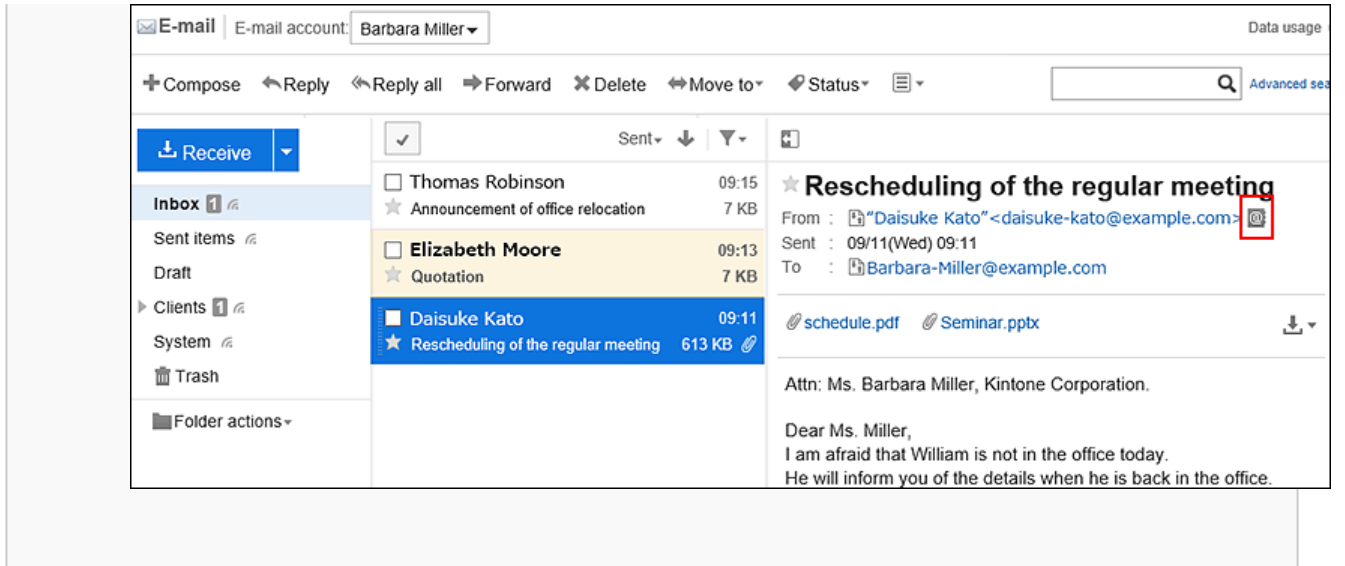 E-mail E-mail account: Barbara Miller Data usage
Compose Reply Reply all Forward Delete Move to Status Advanced sea
Receive
Inbox 1
Sent items
Draft
Clients 1
System
Trash
Folder actions
Sent
Thomas Robinson 09:15
Announcement of office relocation 7 KB
Elizabeth Moore 09:13
Quotation 7 KB
Daisuke Kato 09:11
Rescheduling of the regular meeting 613 KB
Rescheduling of the regular meeting
From : "Daisuke Kato"<daisuke-kato@example.com>
Sent : 09/11(Wed) 09:11
To : Barbara-Miller@example.com
schedule.pdf Seminar.pptx
Attn: Ms. Barbara Miller, Kintone Corporation.
Dear Ms. Miller,
I am afraid that William is not in the office today.
He will inform you of the details when he is back in the office.